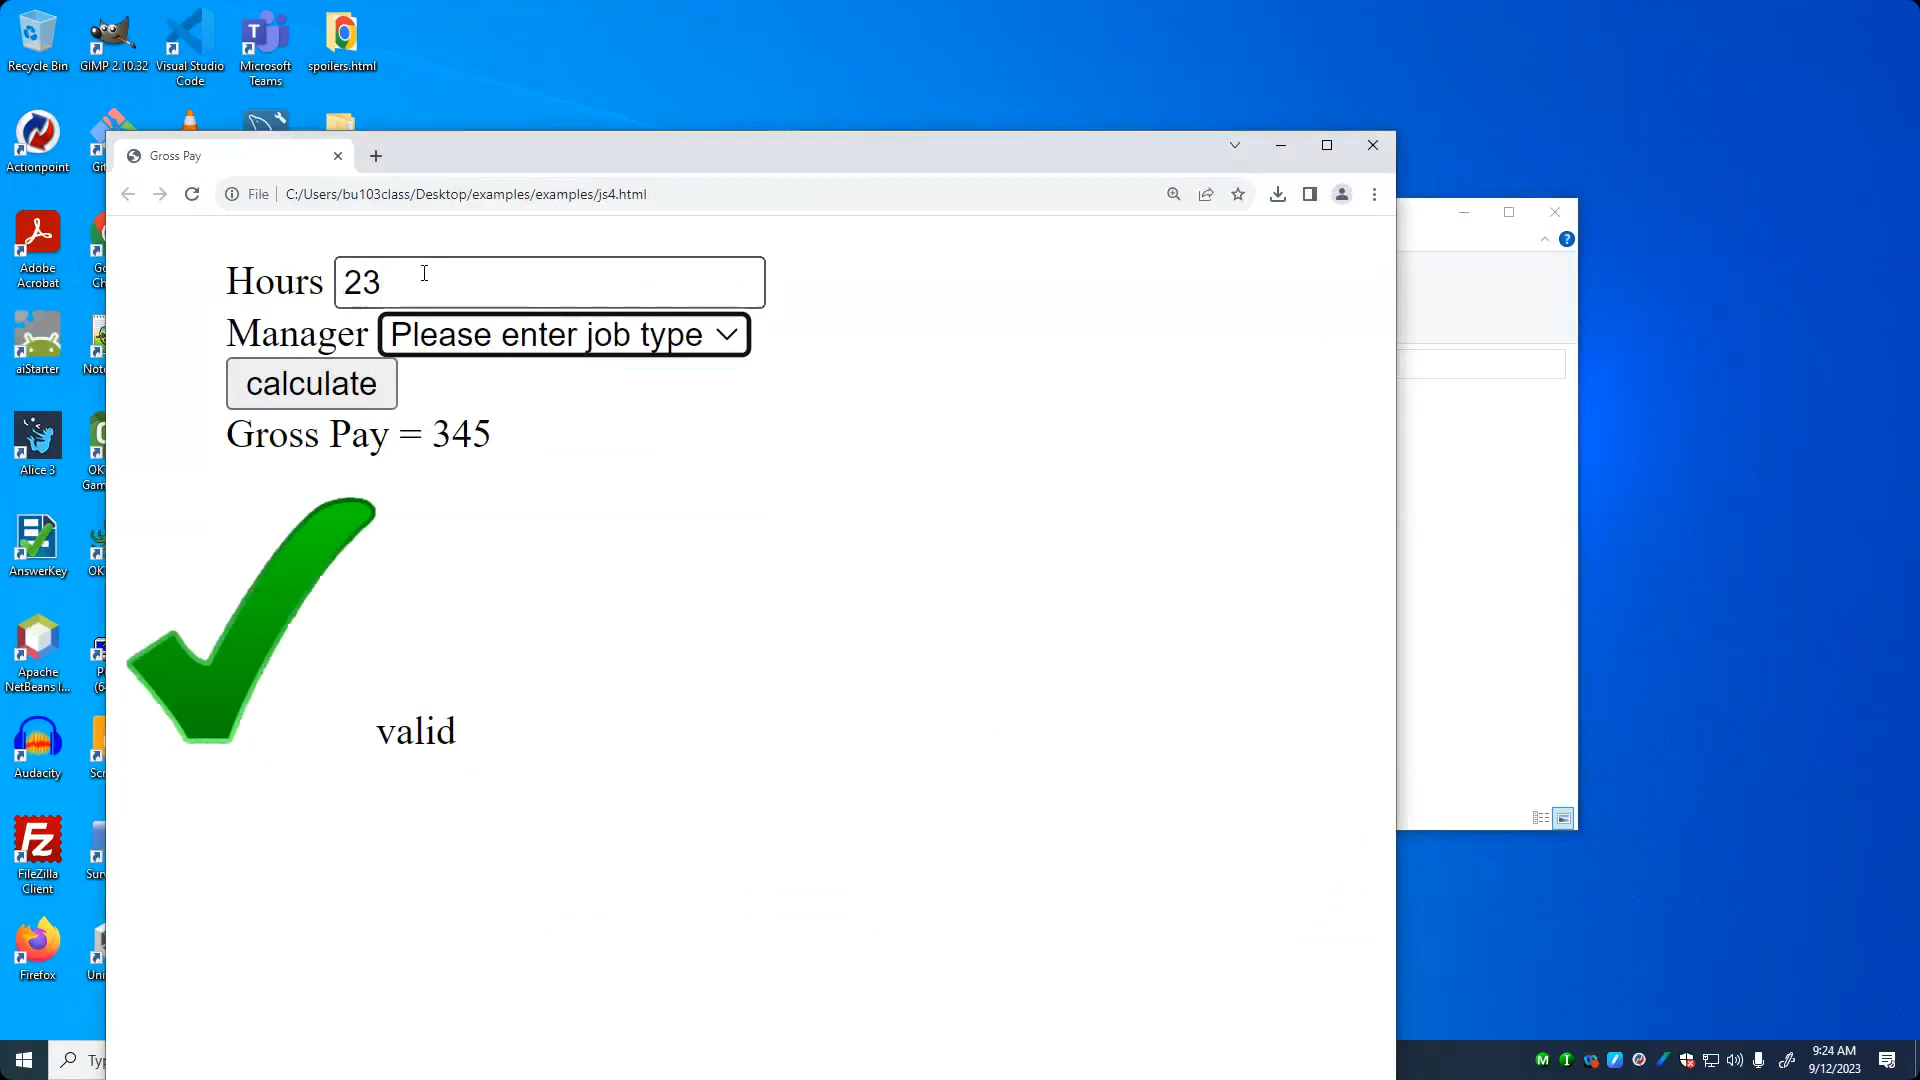 Recycle Bin
GIMP 2.10.32
Visual Studio
Code
Microsoft
Teams
spoilers.html
Actionpoint
Gross Pay
File
C:/Users/bu103class/Desktop/examples/examples/js4.html
Adobe
Acrobat
Hours 23
Manager Please enter job type
calculate
Gross Pay = 345
valid
aiStarter
Alice 3
AnswerKey
Apache
NetBeans I...
Audacity
FileZilla
Client
Firefox
9:24 AM
9/12/2023